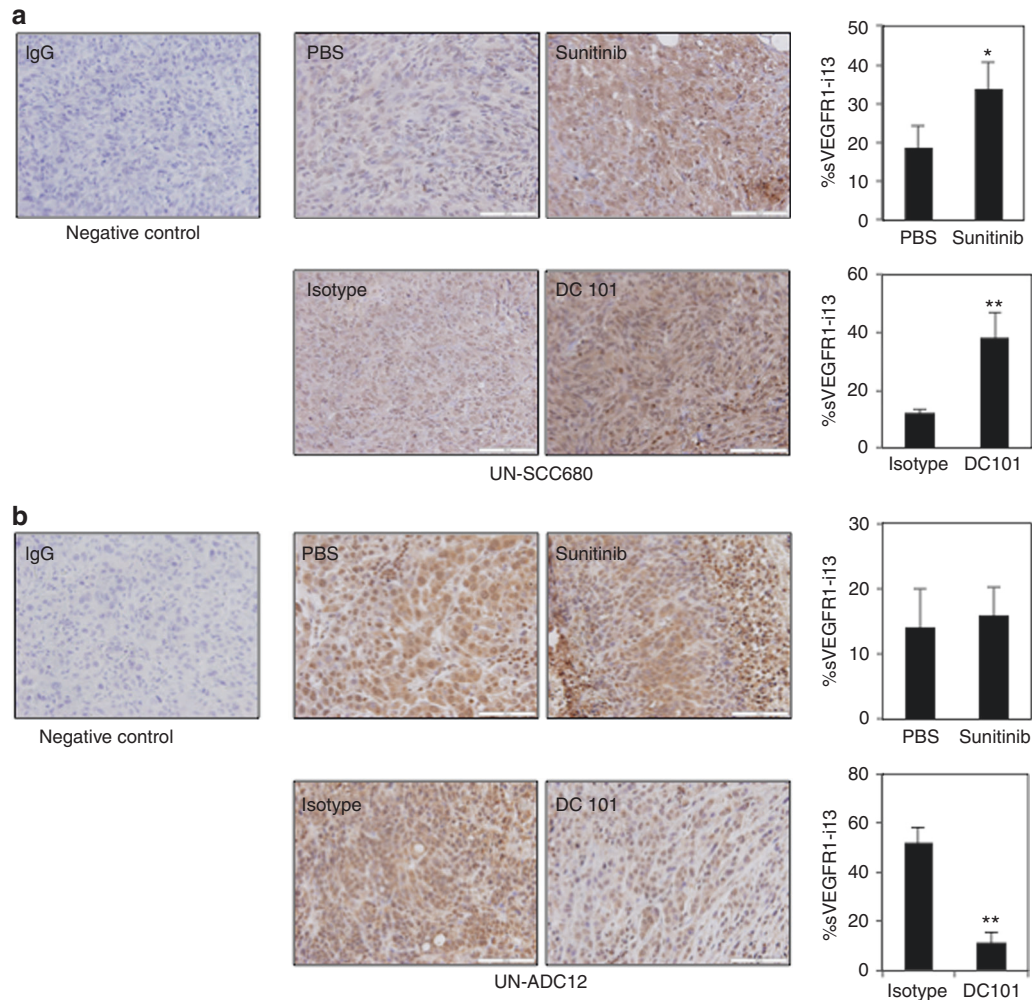 a
IgG
Negative control
PBS
Sunitinib
%sVEGFR1-i13
50
40
30
20
10
0
*
PBS Sunitinib
Isotype
DC 101
UN-SCC680
%sVEGFR1-i13
60
40
20
0
**
Isotype DC101
b
IgG
Negative control
PBS
Sunitinib
%sVEGFR1-i13
30
20
10
0
PBS Sunitinib
Isotype
DC 101
UN-ADC12
%sVEGFR1-i13
80
60
40
20
0
**
Isotype DC101